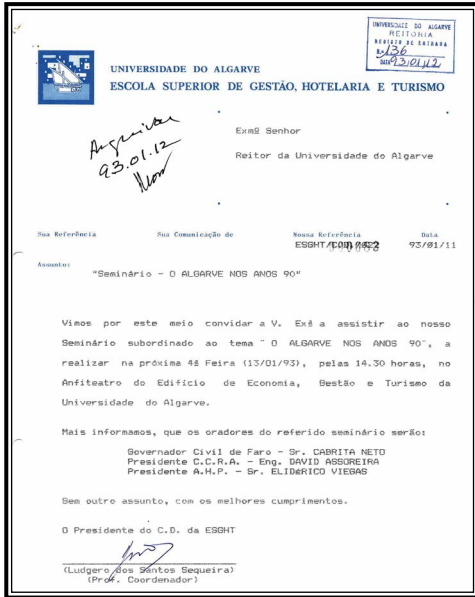 UNIVERSIDADE DO ALGARVE
REITORIA
REGISTO DE ENTRADA
N.º 136
DATA 93,01,12
UNIVERSIDADE DO ALGARVE
ESCOLA SUPERIOR DE GESTÃO, HOTELARIA E TURISMO
Arquivar
93.01.12
Exmº Senhor
Reitor da Universidade do Algarve
Sua Referência Sua Comunicação de Nossa Referência Data
ESGHT/ 93/01/11
Assunto:
"Seminário - O ALGARVE NOS ANOS 90"
Vimos por este meio convidar a V. Exª a assistir ao nosso
Seminário subordinado ao tema " O ALGARVE NOS ANOS 90", a
realizar na próxima 4ª Feira (13/01/93), pelas 14.30 horas, no
Anfiteatro do Edifício de Economia, Gestão e Turismo da
Universidade do Algarve.
Mais informamos, que os oradores do referido seminário serão:
Governador Civil de Faro - Sr. CABRITA NETO
Presidente C.C.R.A. - Eng. DAVID ASSOREIRA
Presidente A.H.P. - Sr. ELIDÉRICO VIEGAS
Sem outro assunto, com os melhores cumprimentos.
O Presidente do C.D. da ESGHT
(Ludgero dos Santos Sequeira)
(Prof. Coordenador)